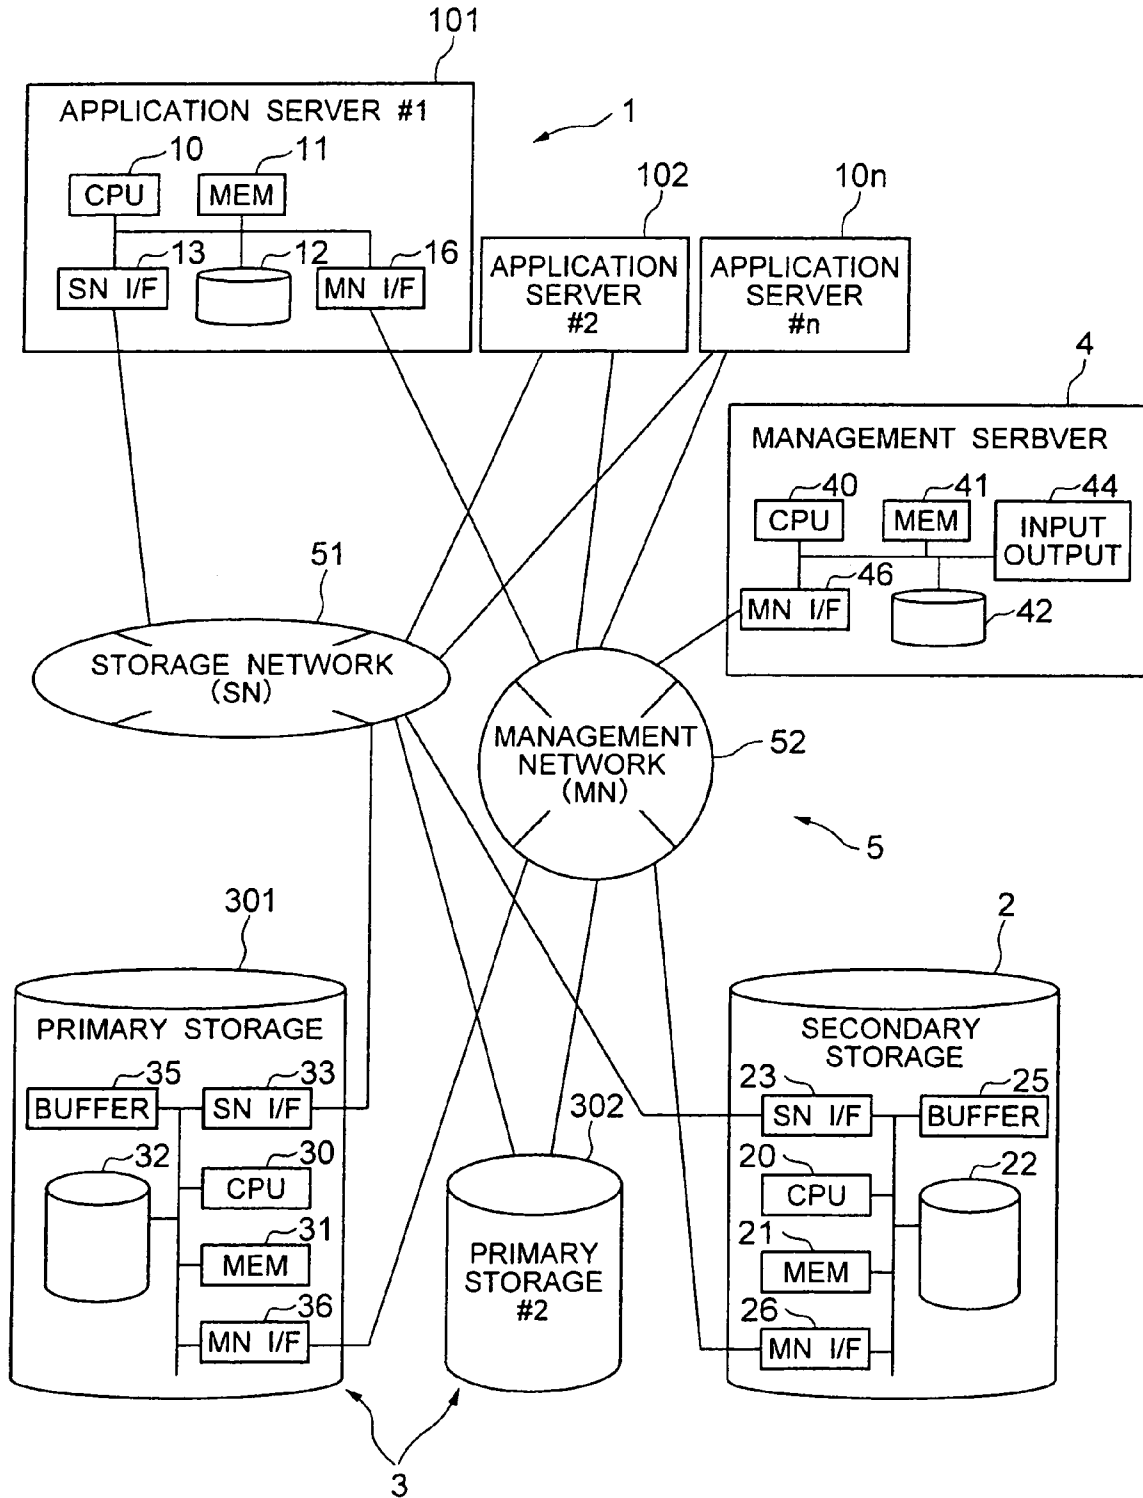 101
APPLICATION SERVER #1
1
10
11
CPU
MEM
13
12
16
SN I/F
MN I/F
102
10n
APPLICATION
SERVER
#2
APPLICATION
SERVER
#n
4
MANAGEMENT SERBVER
40
41
44
CPU
MEM
INPUT
OUTPUT
46
MN I/F
42
51
STORAGE NETWORK
(SN)
MANAGEMENT
NETWORK
(MN)
52
5
301
PRIMARY STORAGE
35
33
BUFFER
SN I/F
32
30
CPU
31
MEM
36
MN I/F
302
PRIMARY
STORAGE
#2
3
2
SECONDARY
STORAGE
23
25
SN I/F
BUFFER
20
22
CPU
21
MEM
26
MN I/F